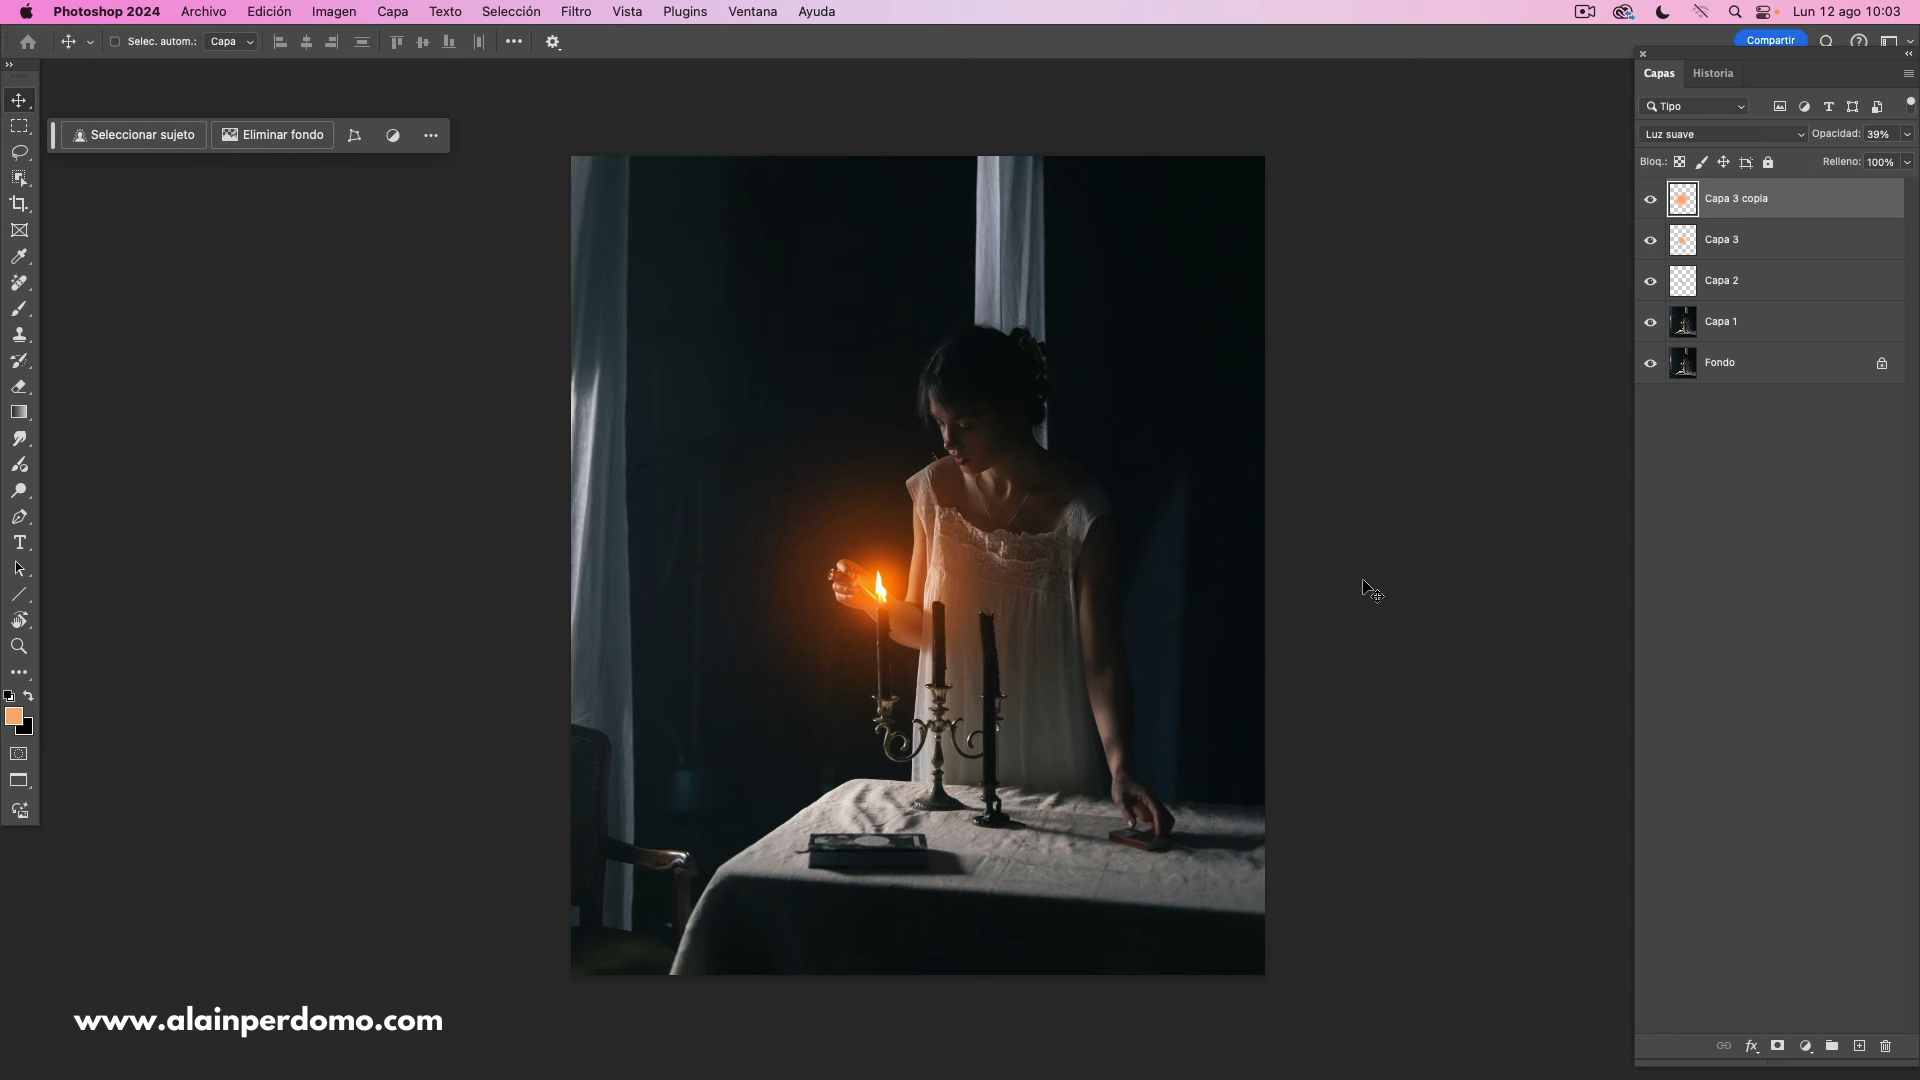 Photoshop 2024 Archivo Edición Imagen Capa Texto Selección Filtro Vista Plugins Ventana Ayuda Lun 12 ago 10:03
Selec. autom.: Capa Compartir
Capas Historia
Seleccionar sujeto Eliminar fondo
Tipo
Luz suave Opacidad: 39%
Bloq.: Relleno: 100%
Capa 3 copia
Capa 3
Capa 2
Capa 1
Fondo
www.alainperdomo.com